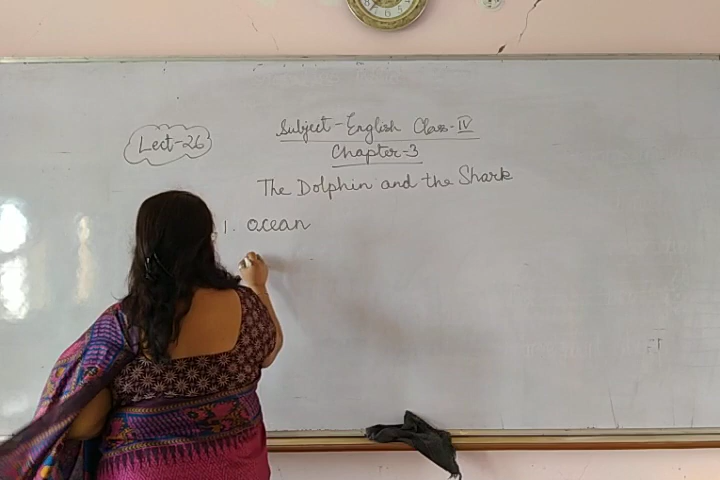 Lect-26
Subject-English Class-IV
Chapter-3
The Dolphin and the Shark
1. Ocean